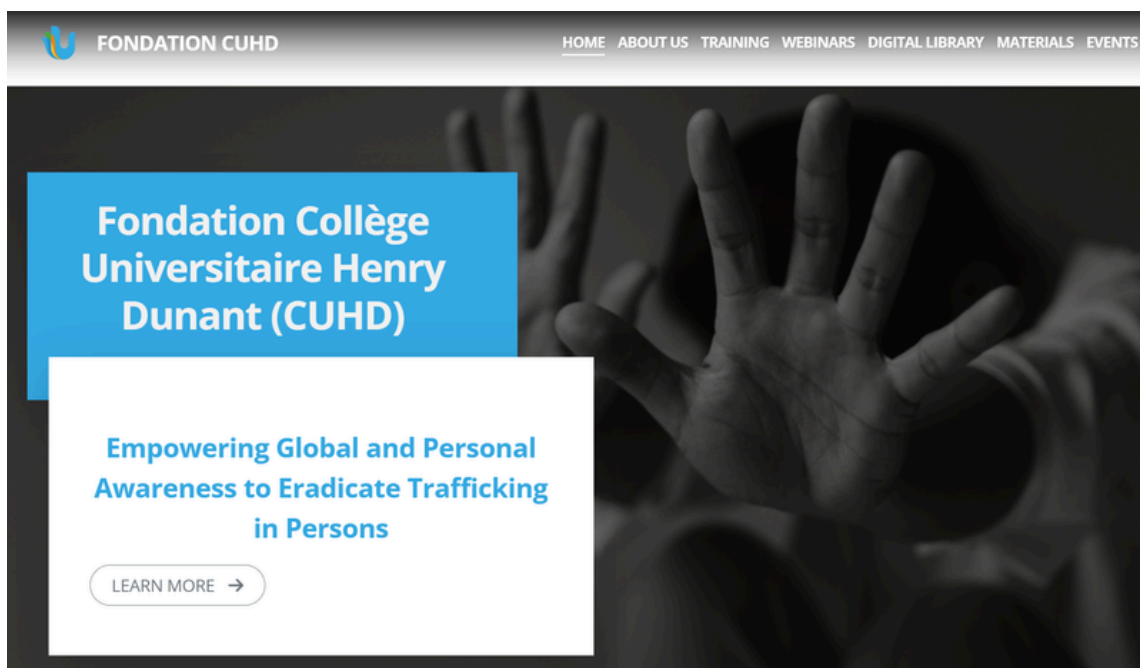 FONDATION CUHD
HOME ABOUT US TRAINING WEBINARS DIGITAL LIBRARY MATERIALS EVENTS
Fondation Collège
Universitaire Henry
Dunant (CUHD)
Empowering Global and Personal
Awareness to Eradicate Trafficking
in Persons
LEARN MORE →